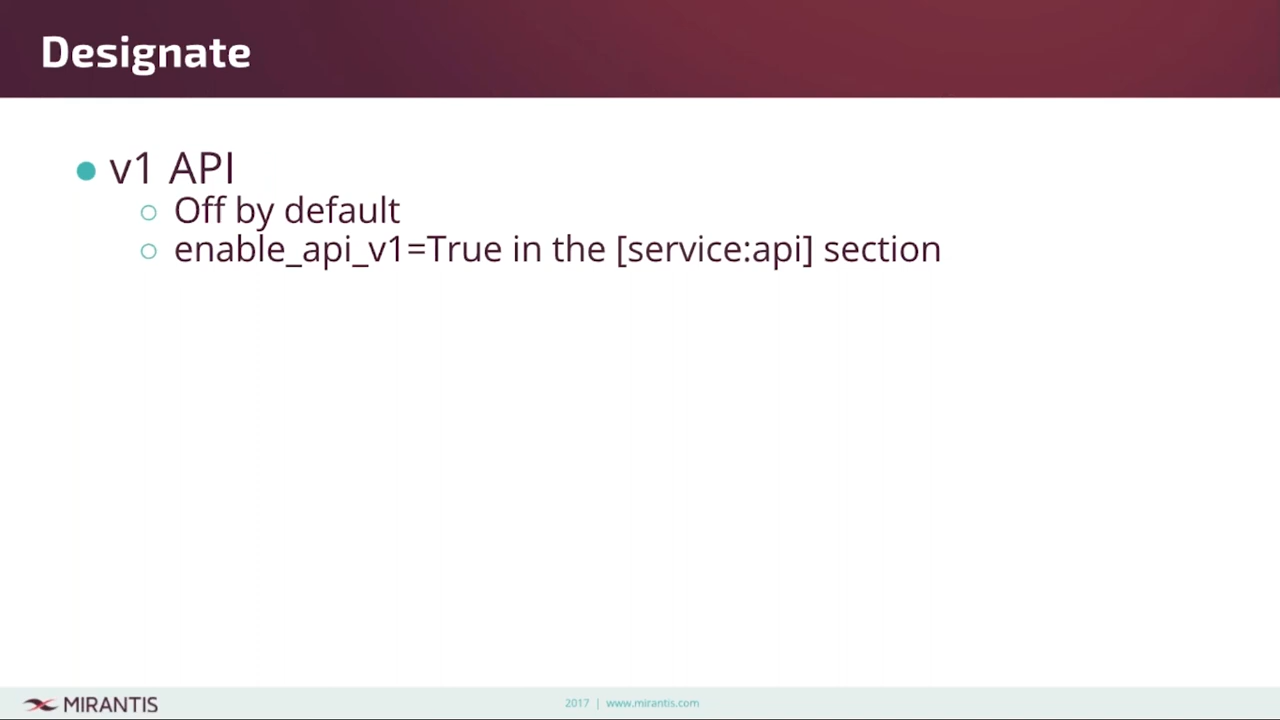 Designate
v1 API
Off by default
enable_api_v1=True in the [service:api] section
MIRANTIS
2017 | www.mirantis.com